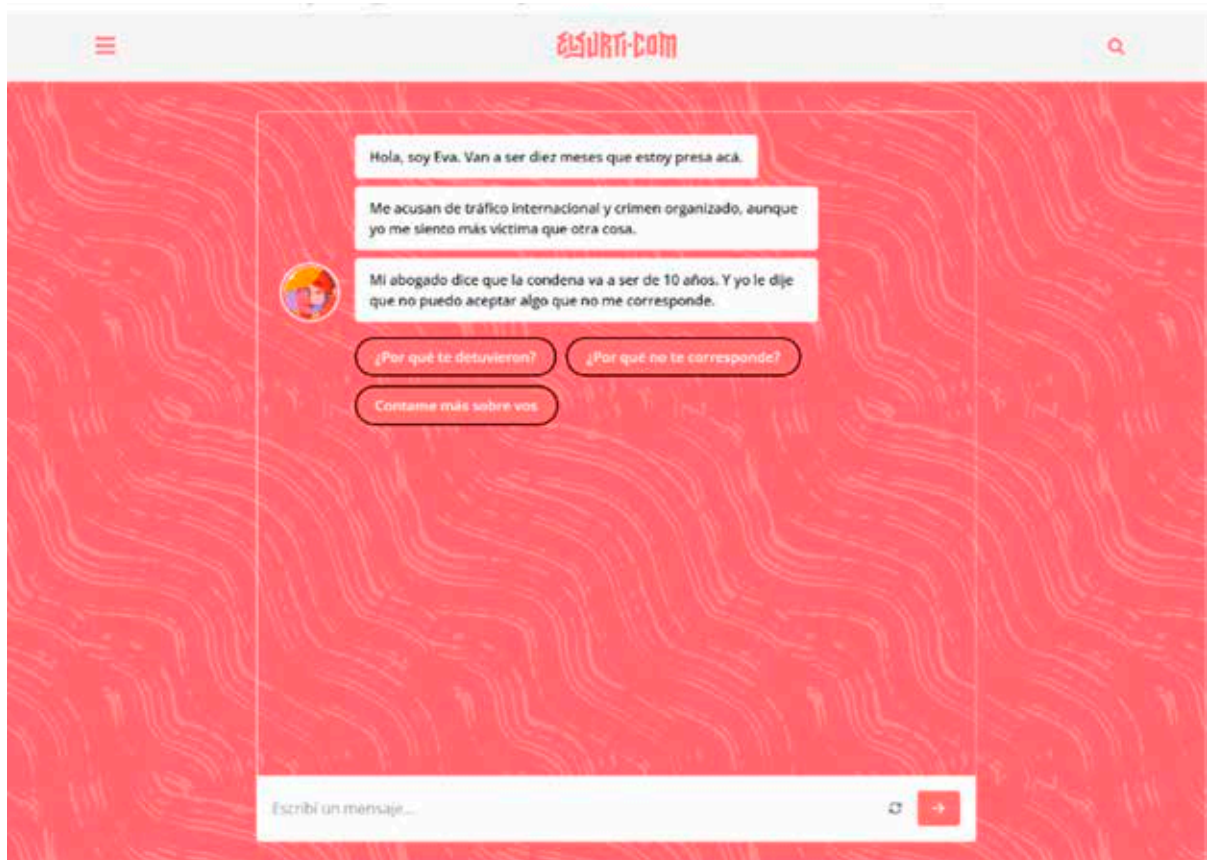 ELSURTI·COM
Hola, soy Eva. Van a ser diez meses que estoy presa acá.
Me acusan de tráfico internacional y crimen organizado, aunque
yo me siento más víctima que otra cosa.
Mi abogado dice que la condena va a ser de 10 años. Y yo le dije
que no puedo aceptar algo que no me corresponde.
¿Por qué te detuvieron?
¿Por qué no te corresponde?
Contame más sobre vos
Escribí un mensaje...